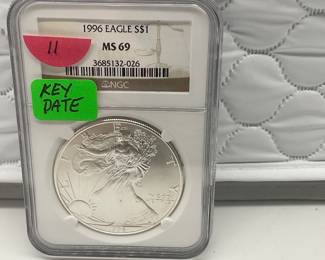 11
1996 EAGLE S$1
MS 69
3685132-026
NGC
KEY
DATE